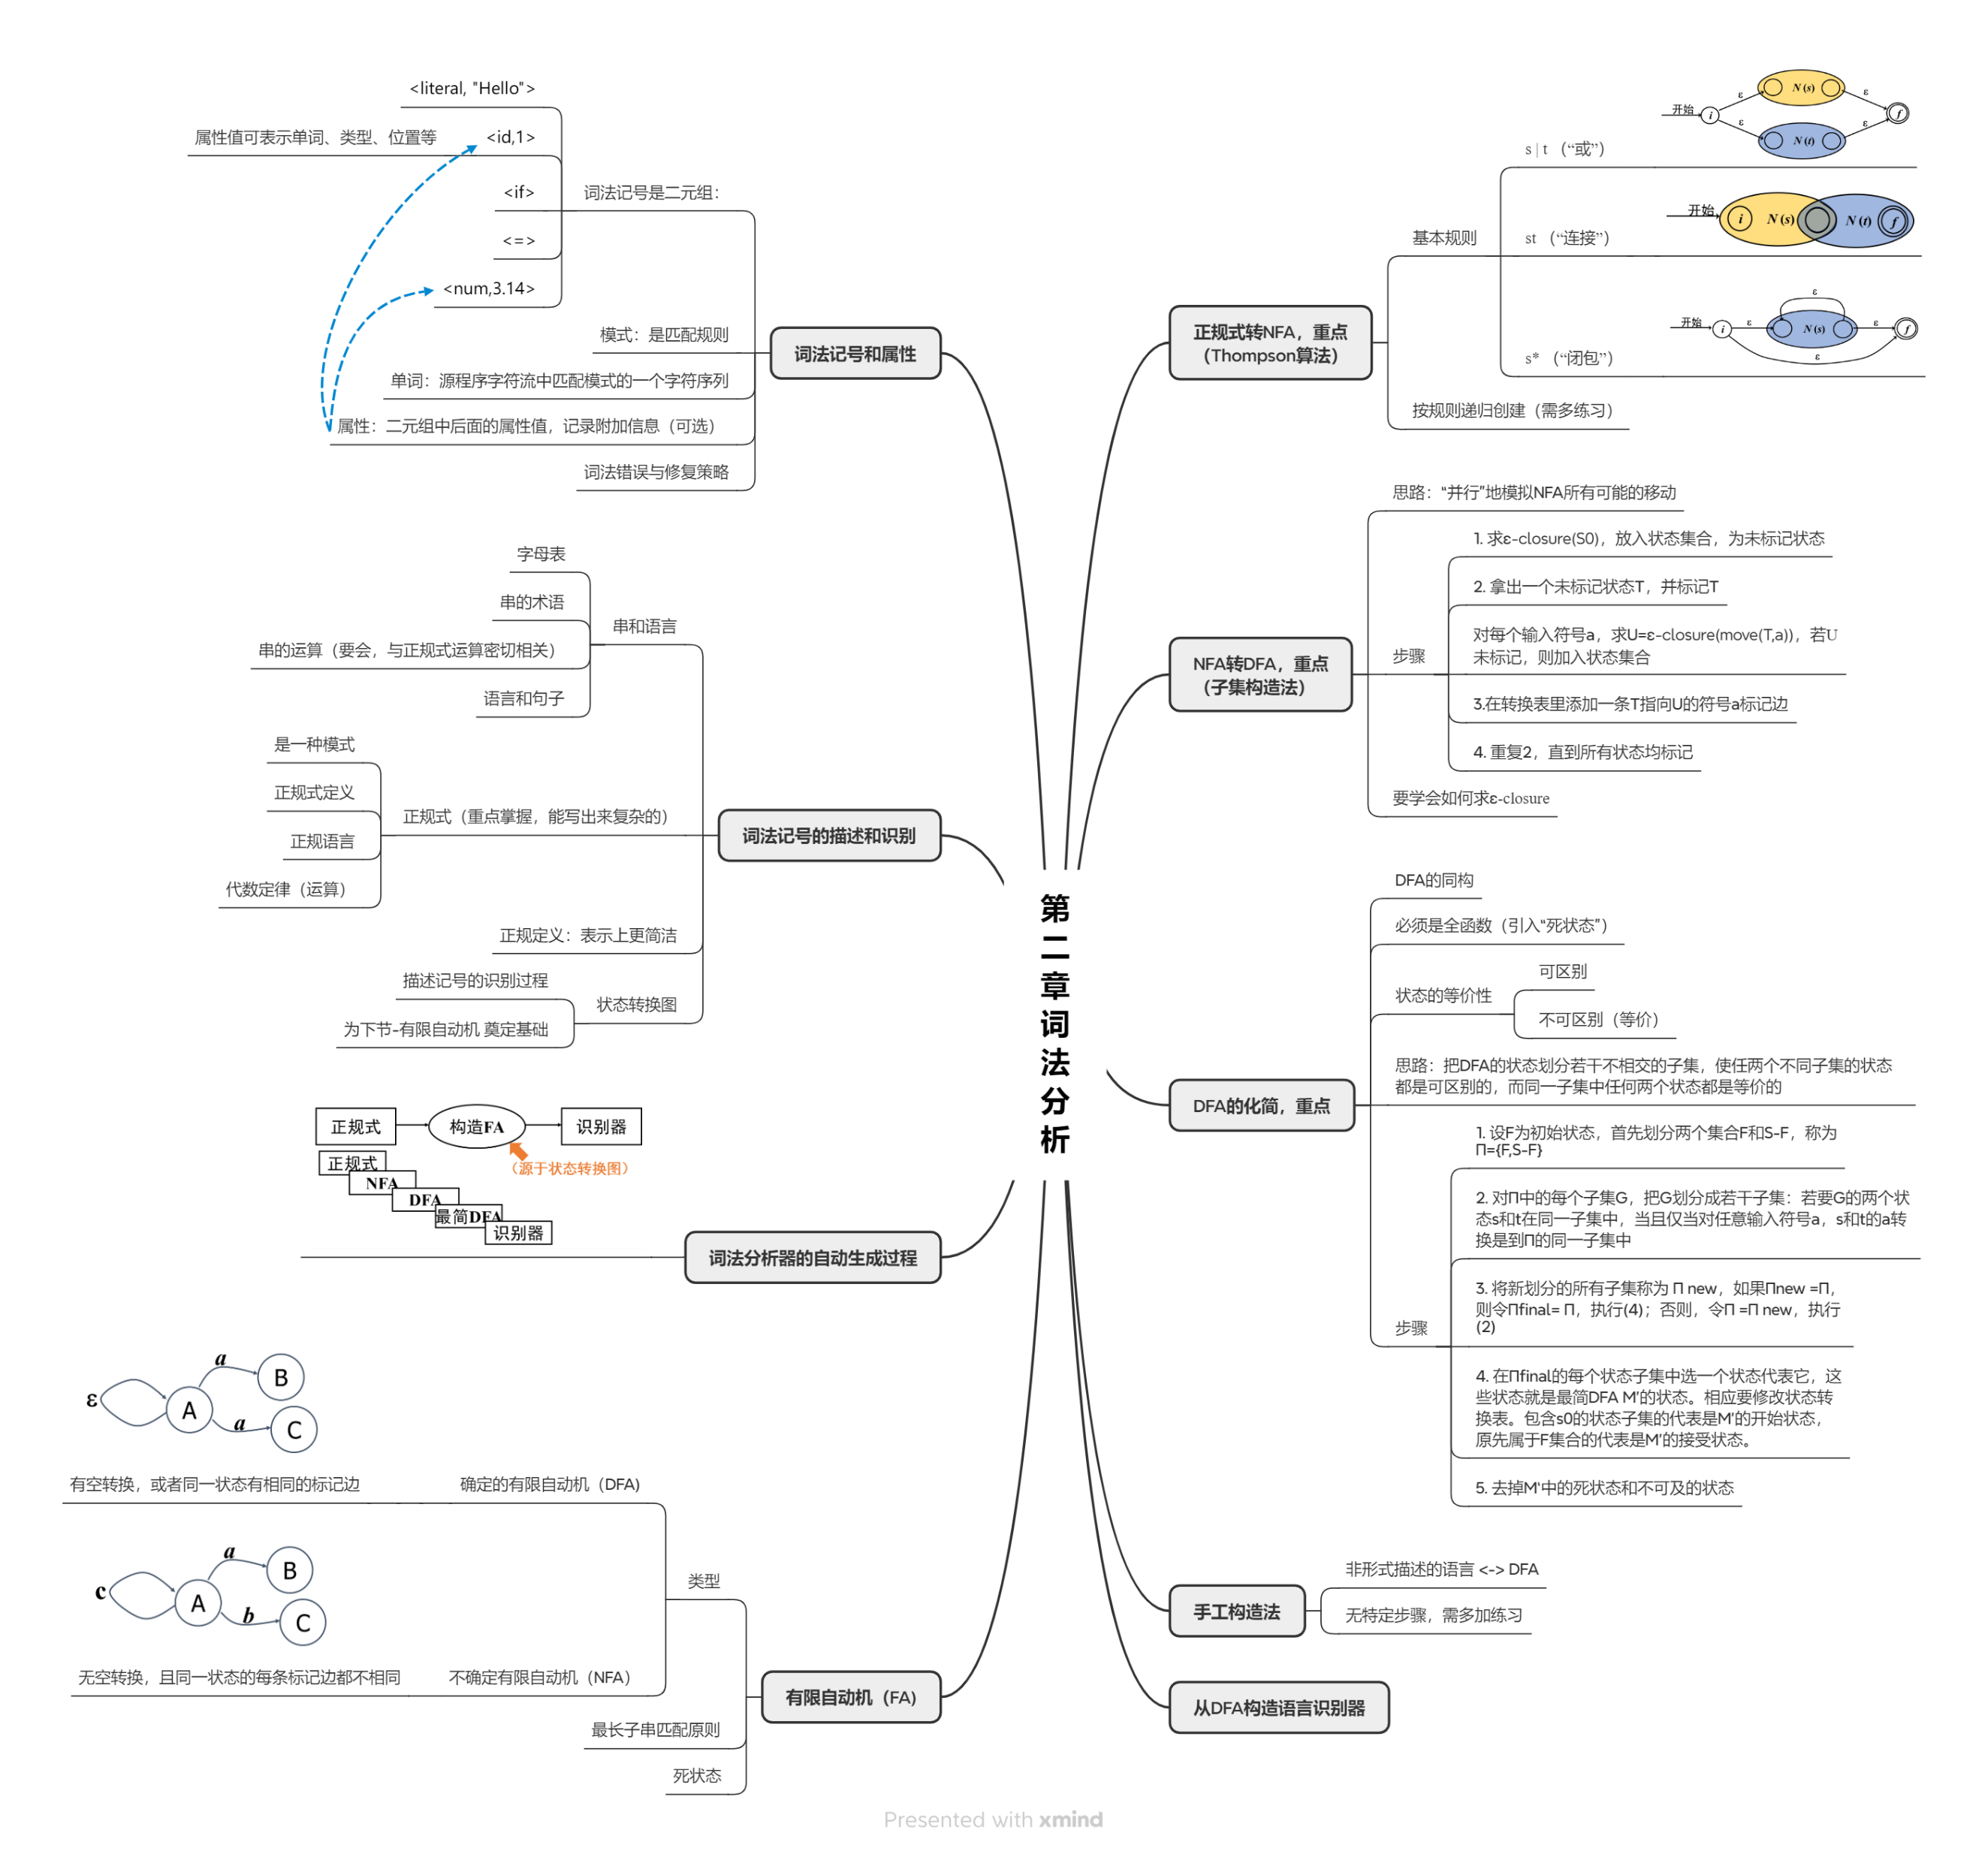 第二章词法分析
词法记号和属性
词法记号是二元组：
<literal, "Hello">
<id,1>
属性值可表示单词、类型、位置等
<if>
<=>
<num,3.14>
模式：是匹配规则
单词：源程序字符流中匹配模式的一个字符序列
属性：二元组中后面的属性值，记录附加信息（可选）
词法错误与修复策略
词法记号的描述和识别
串和语言
字母表
串的术语
串的运算（要会，与正规式运算密切相关）
语言和句子
正规式（重点掌握，能写出来复杂的）
是一种模式
正规式定义
正规语言
代数定律（运算）
正规定义：表示上更简洁
状态转换图
描述记号的识别过程
为下节-有限自动机 奠定基础
词法分析器的自动生成过程
正规式
构造FA
识别器
（源于状态转换图）
正规式
NFA
DFA
最简DFA
识别器
有限自动机（FA）
类型
确定的有限自动机（DFA）
有空转换，或者同一状态有相同的标记边
ε
A
a
B
a
C
不确定有限自动机（NFA）
无空转换，且同一状态的每条标记边都不相同
c
A
a
B
b
C
最长子串匹配原则
死状态
正规式转NFA，重点
（Thompson算法）
基本规则
s | t （“或”）
开始
i
ε
N (s)
ε
ε
N (t)
ε
f
st （“连接”）
开始
i
N (s)
N (t)
f
s* （“闭包”）
开始
i
ε
ε
N (s)
ε
f
ε
按规则递归创建（需多练习）
NFA转DFA，重点
（子集构造法）
思路：“并行”地模拟NFA所有可能的移动
步骤
1. 求ε-closure(S0)，放入状态集合，为未标记状态
2. 拿出一个未标记状态T，并标记T
对每个输入符号a，求U=ε-closure(move(T,a))，若U
未标记，则加入状态集合
3.在转换表里添加一条T指向U的符号a标记边
4. 重复2，直到所有状态均标记
要学会如何求ε-closure
DFA的化简，重点
DFA的同构
必须是全函数（引入“死状态”）
状态的等价性
可区别
不可区别（等价）
思路：把DFA的状态划分若干不相交的子集，使任两个不同子集的状态
都是可区别的，而同一子集中任何两个状态都是等价的
步骤
1. 设F为初始状态，首先划分两个集合F和S-F，称为
Π={F,S-F}
2. 对Π中的每个子集G，把G划分成若干子集：若要G的两个状
态s和t在同一子集中，当且仅当对任意输入符号a，s和t的a转
换是到Π的同一子集中
3. 将新划分的所有子集称为 Π new，如果Πnew =Π，
则令Πfinal= Π，执行(4)；否则，令Π =Π new，执行
(2)
4. 在Πfinal的每个状态子集中选一个状态代表它，这
些状态就是最简DFA M’的状态。相应要修改状态转
换表。包含s0的状态子集的代表是M’的开始状态，
原先属于F集合的代表是M’的接受状态。
5. 去掉M‘中的死状态和不可及的状态
手工构造法
非形式描述的语言 <-> DFA
无特定步骤，需多加练习
从DFA构造语言识别器
Presented with xmind